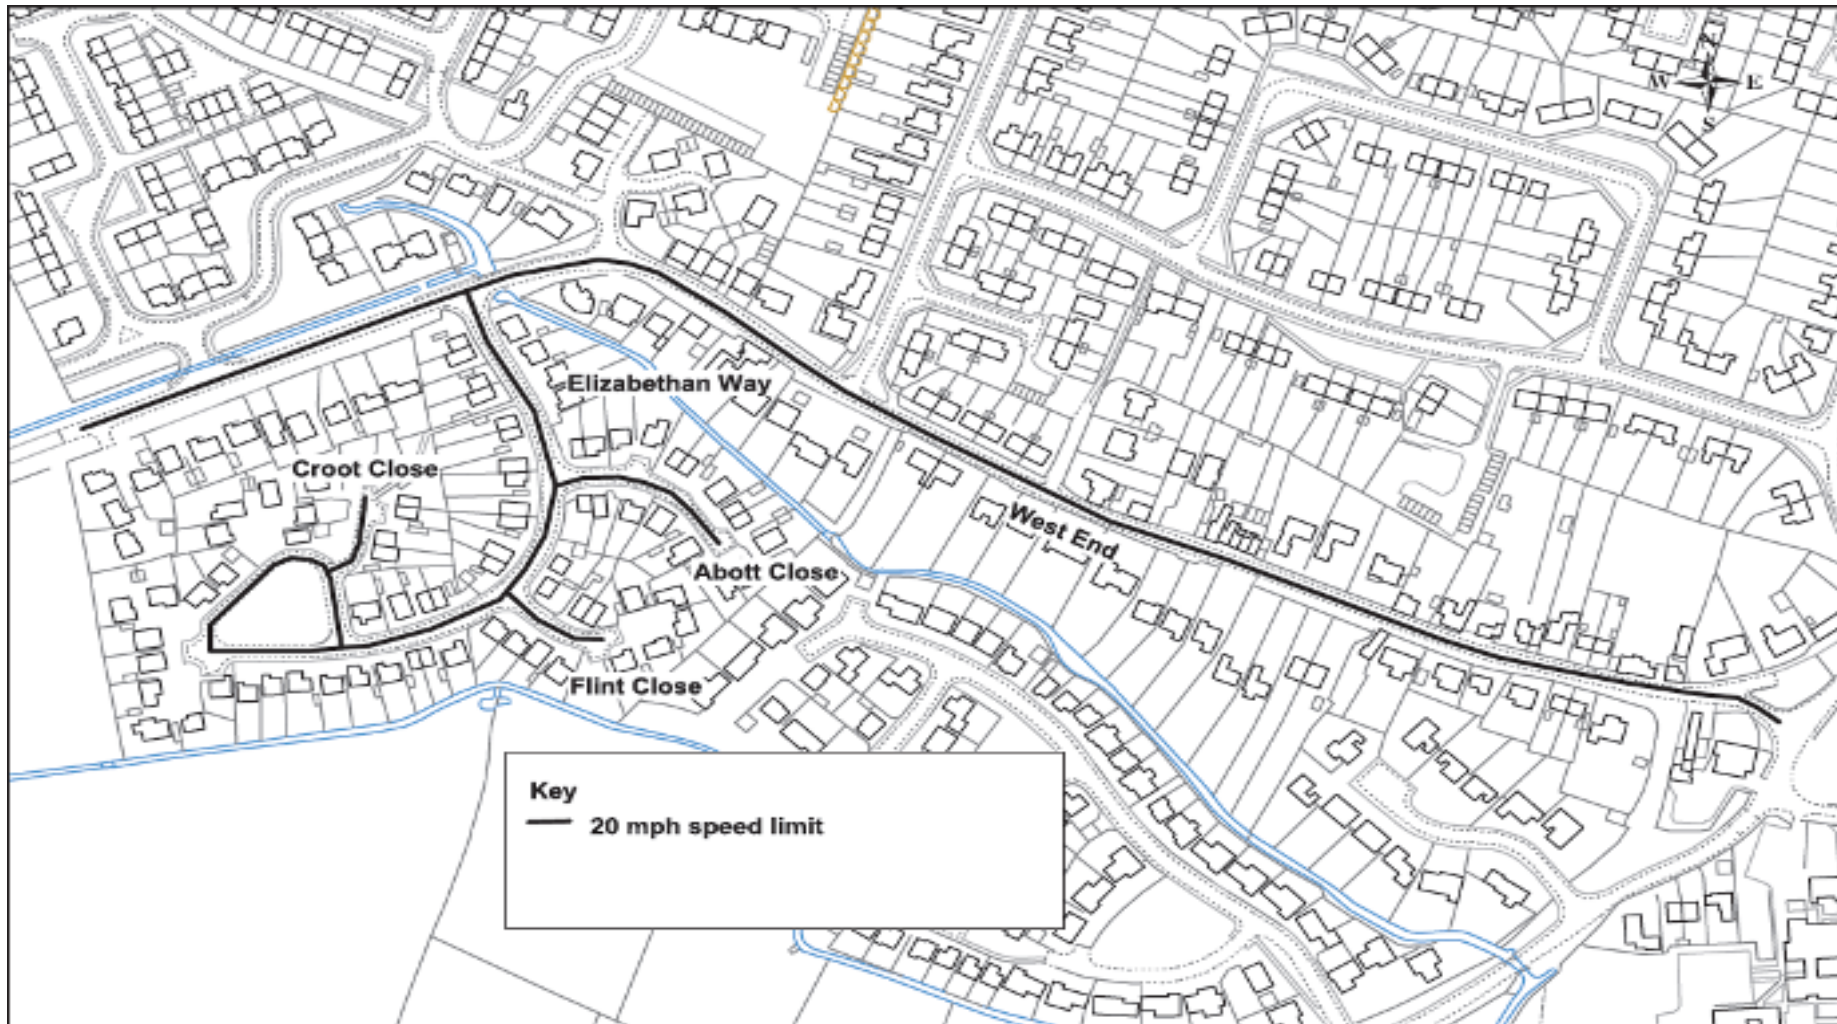 N
W
E
S
Elizabethan Way
Croot Close
West End
Abott Close
Flint Close
Key
20 mph speed limit